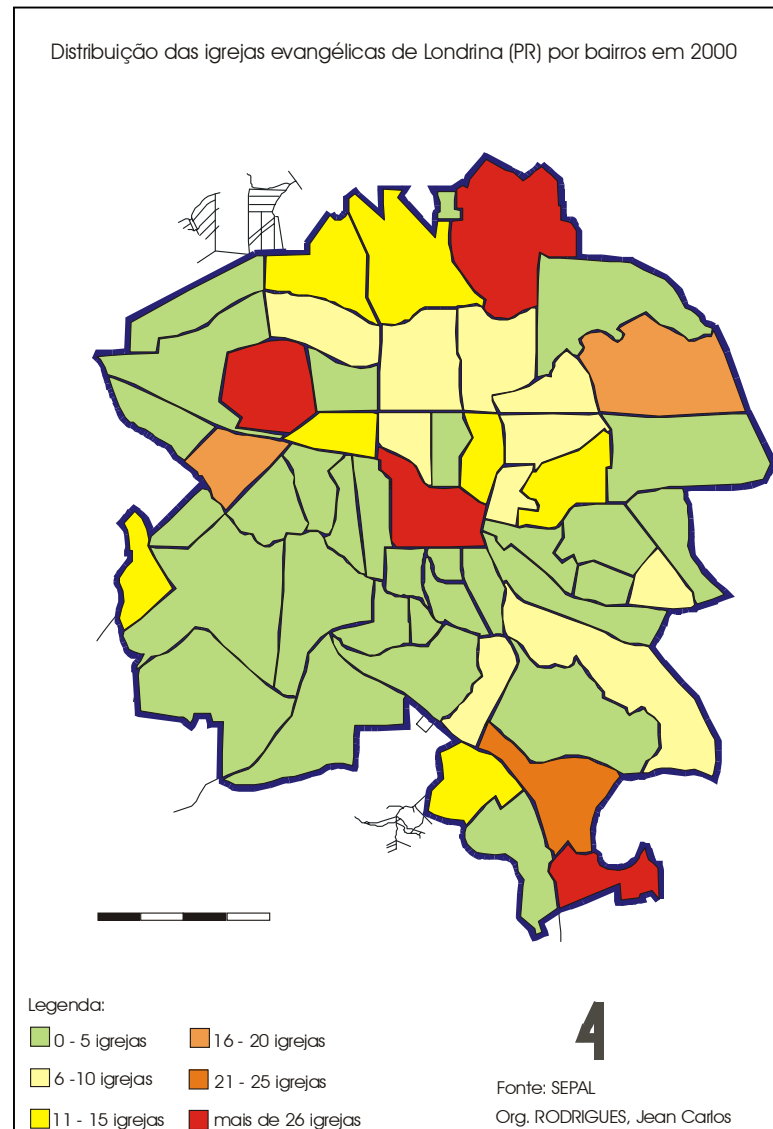 Distribuição das igrejas evangélicas de Londrina (PR) por bairros em 2000
Legenda:
0 - 5 igrejas
16 - 20 igrejas
6 -10 igrejas
21 - 25 igrejas
11 - 15 igrejas
mais de 26 igrejas
Fonte: SEPAL
Org. RODRIGUES, Jean Carlos